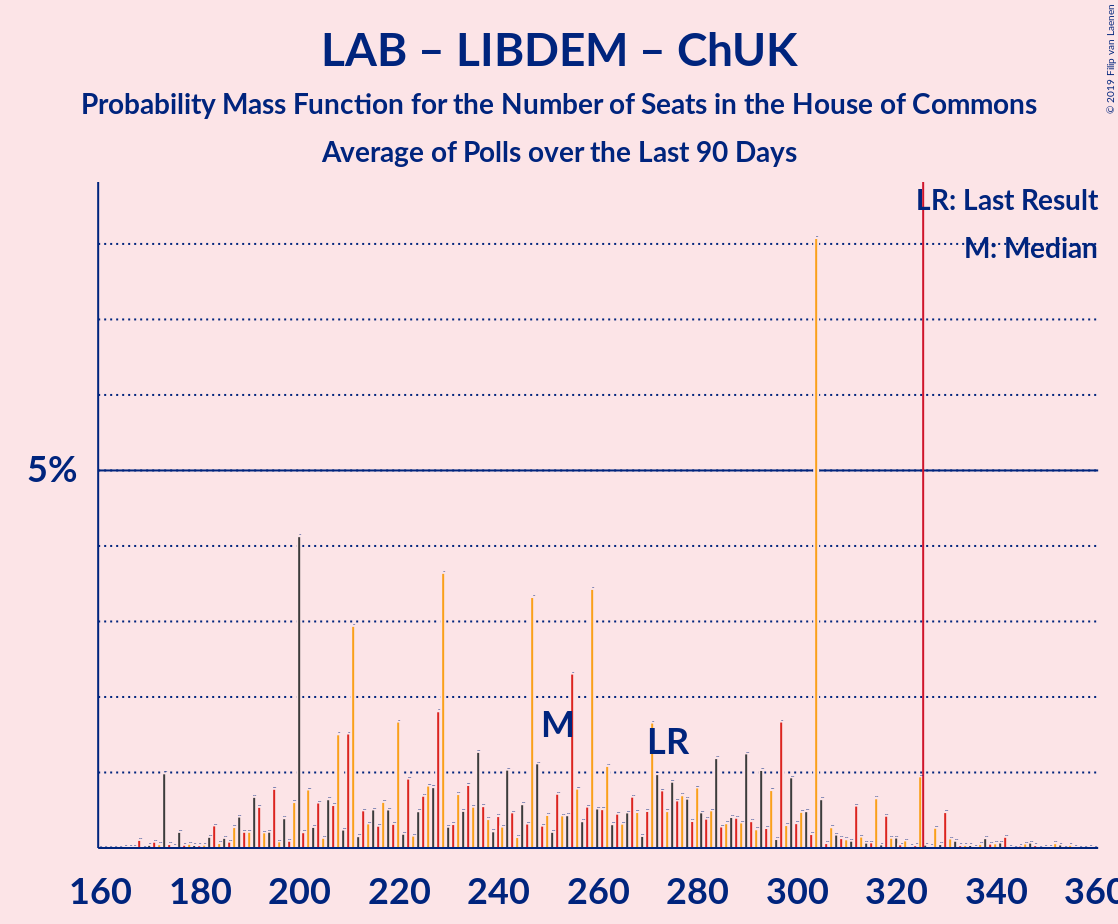 LAB – LIBDEM – ChUK
Probability Mass Function for the Number of Seats in the House of Commons
Average of Polls over the Last 90 Days
© 2019 Filip van Laenen
LR: Last Result
M: Median
5%
M
LR
160 180 200 220 240 260 280 300 320 340 360